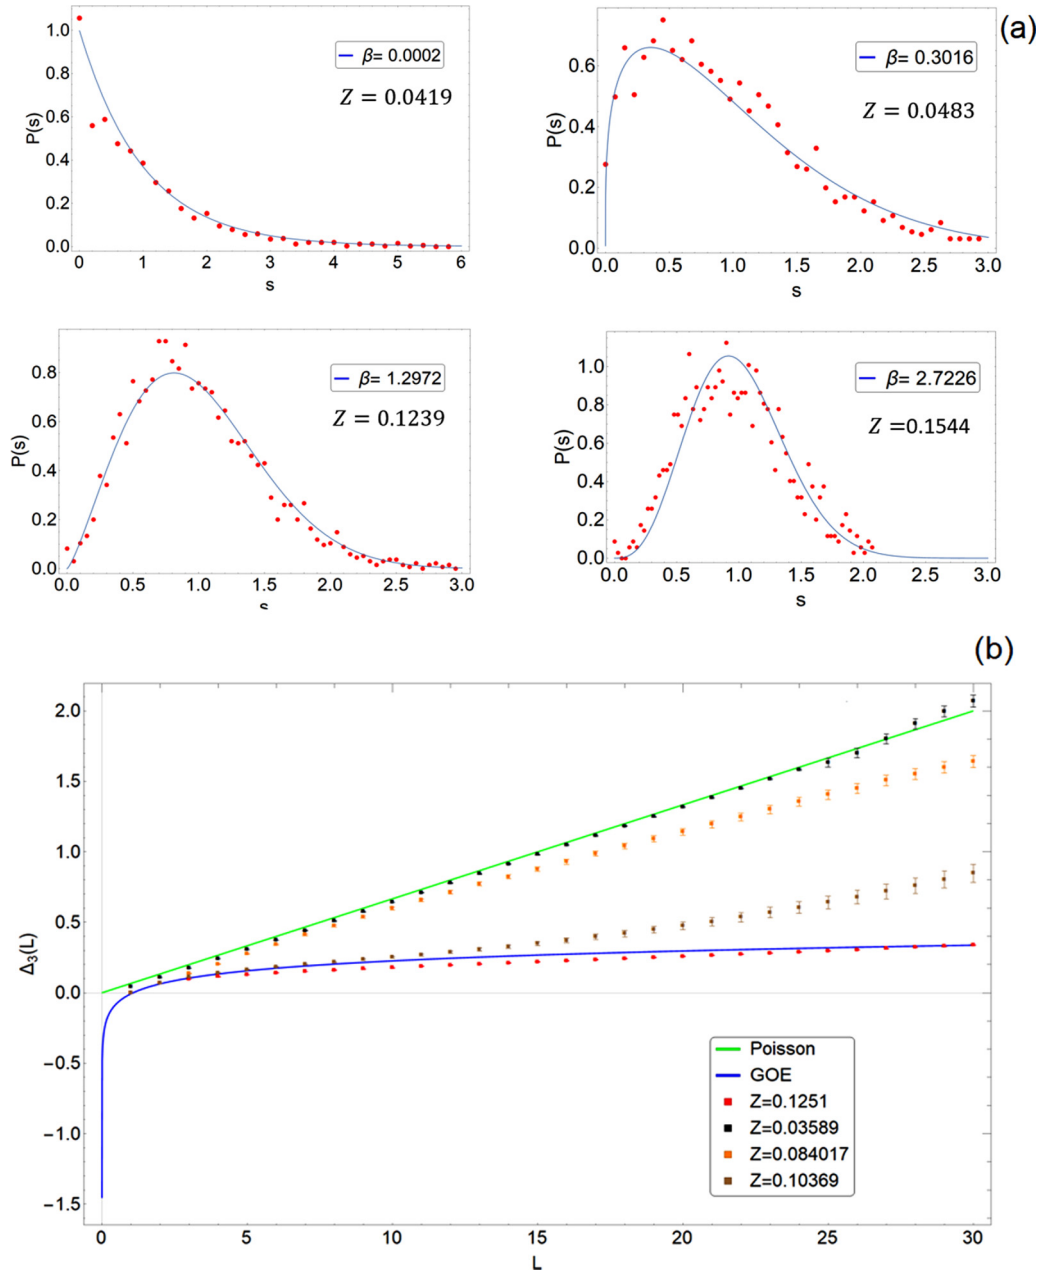 (a)
1.0
0.8
0.6
0.4
0.2
0.0
P(s)
β= 0.0002
Z = 0.0419
0 1 2 3 4 5 6
s
0.6
0.4
0.2
0.0
P(s)
β= 0.3016
Z = 0.0483
0.0 0.5 1.0 1.5 2.0 2.5 3.0
s
0.8
0.6
0.4
0.2
0.0
P(s)
β= 1.2972
Z = 0.1239
0.0 0.5 1.0 1.5 2.0 2.5 3.0
s
1.0
0.8
0.6
0.4
0.2
0.0
P(s)
β= 2.7226
Z =0.1544
0.0 0.5 1.0 1.5 2.0 2.5 3.0
s
(b)
2.0
1.5
1.0
0.5
0.0
−0.5
−1.0
−1.5
Δ₃(L)
Poisson
GOE
Z=0.1251
Z=0.03589
Z=0.084017
Z=0.10369
0 5 10 15 20 25 30
L